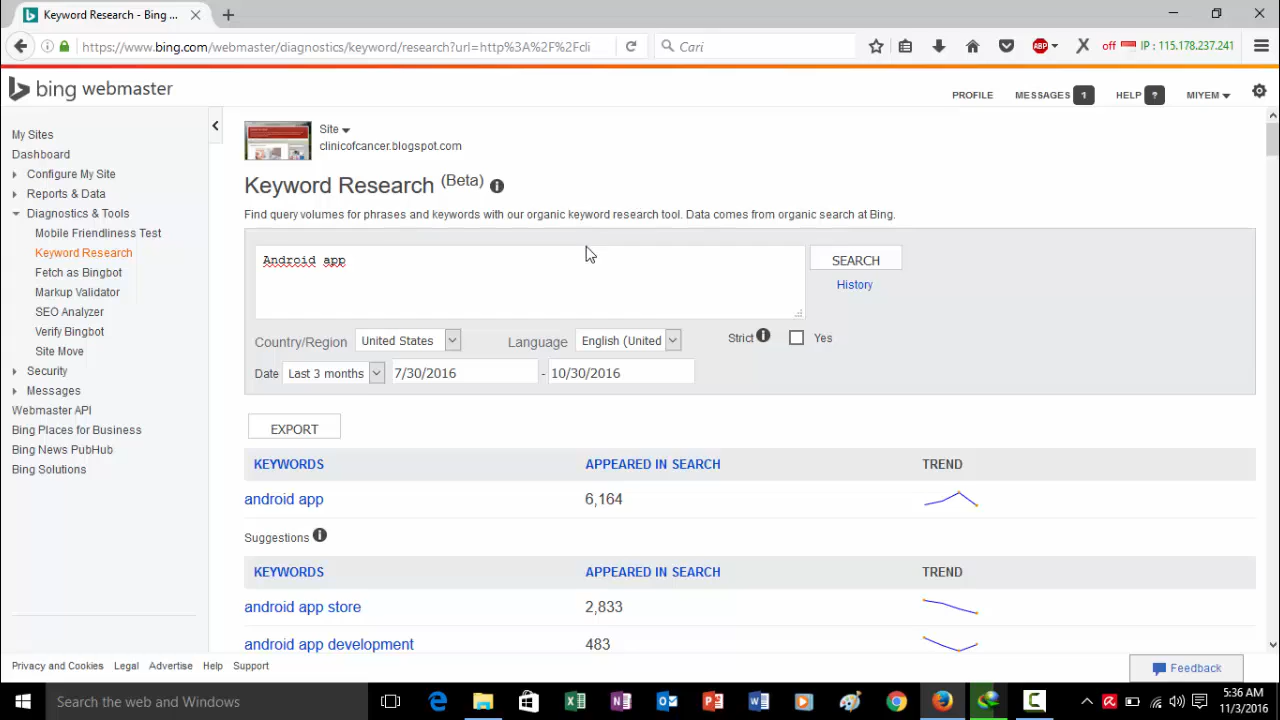 Keyword Research - Bing ...
https://www.bing.com/webmaster/diagnostics/keyword/research?url=http%3A%2F%2Fcli
Cari
ABP
off
IP : 115.178.237.241
bing webmaster
PROFILE
MESSAGES 1
HELP ?
MIYEM
My Sites
Dashboard
Configure My Site
Reports & Data
Diagnostics & Tools
Mobile Friendliness Test
Keyword Research
Fetch as Bingbot
Markup Validator
SEO Analyzer
Verify Bingbot
Site Move
Security
Messages
Webmaster API
Bing Places for Business
Bing News PubHub
Bing Solutions
Site
clinicofcancer.blogspot.com
Keyword Research (Beta)
Find query volumes for phrases and keywords with our organic keyword research tool. Data comes from organic search at Bing.
Android app
SEARCH
History
Country/Region United States Language English (United Strict Yes
Date Last 3 months 7/30/2016 - 10/30/2016
EXPORT
KEYWORDS APPEARED IN SEARCH TREND
android app 6,164
Suggestions
KEYWORDS APPEARED IN SEARCH TREND
android app store 2,833
android app development 483
Privacy and Cookies Legal Advertise Help Support
Feedback
Search the web and Windows
5:36 AM
11/3/2016